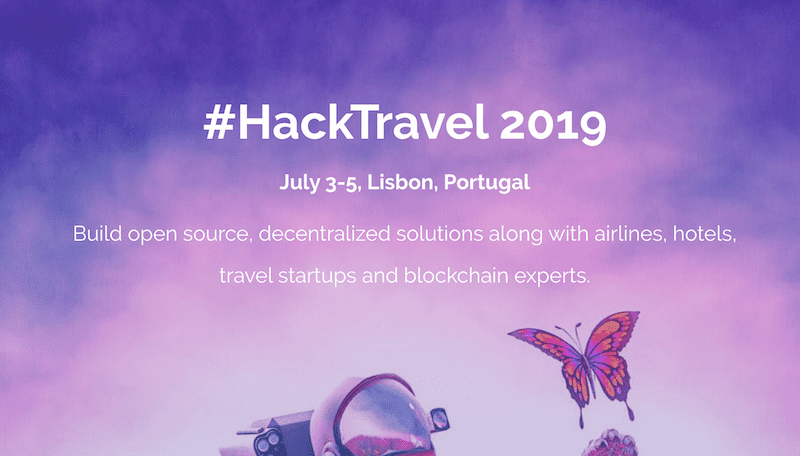 #HackTravel 2019
July 3-5, Lisbon, Portugal
Build open source, decentralized solutions along with airlines, hotels,
travel startups and blockchain experts.